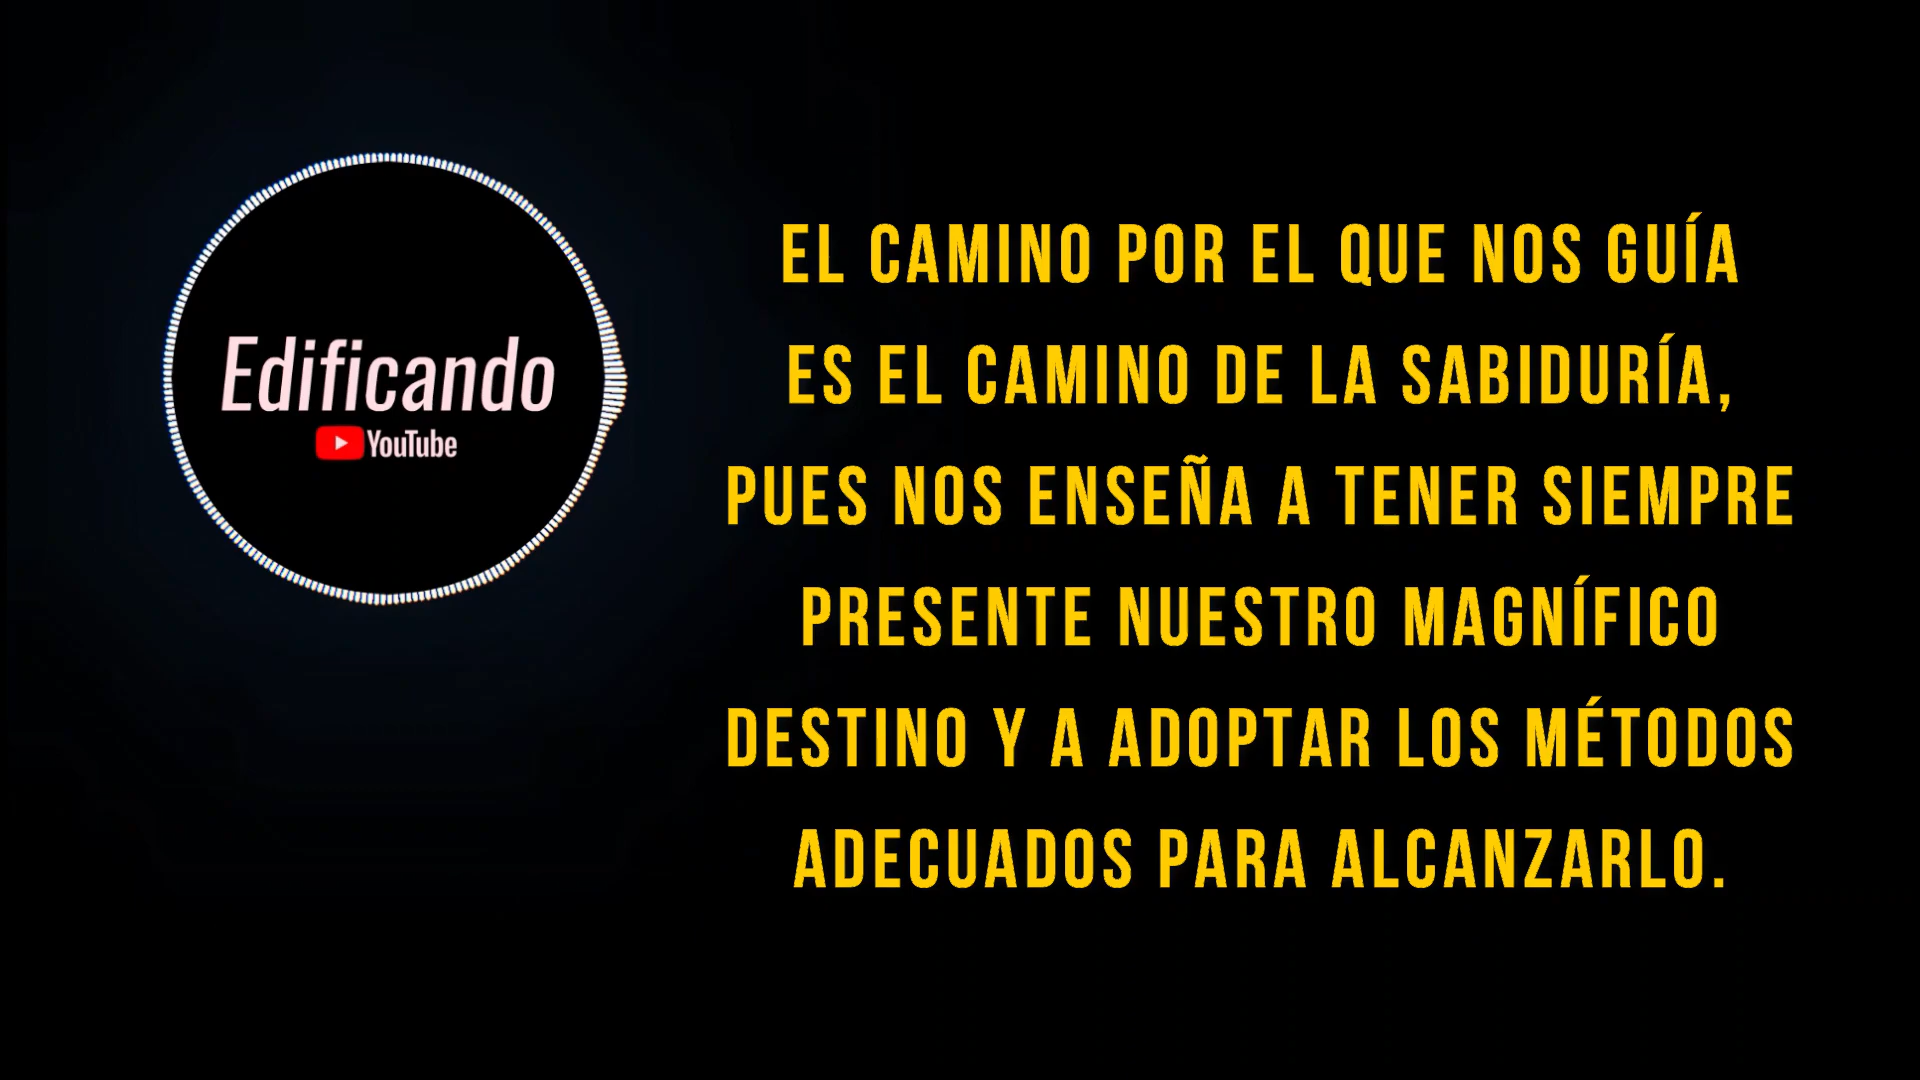 Edificando
YouTube
EL CAMINO POR EL QUE NOS GUÍA
ES EL CAMINO DE LA SABIDURÍA,
PUES NOS ENSEÑA A TENER SIEMPRE
PRESENTE NUESTRO MAGNÍFICO
DESTINO Y A ADOPTAR LOS MÉTODOS
ADECUADOS PARA ALCANZARLO.